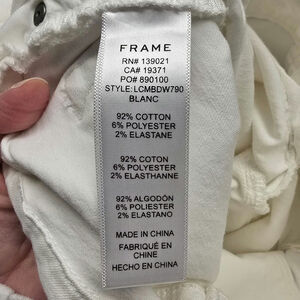 FRAME
RN# 139021
CA# 19371
PO# 890100
STYLE: LCMBDW790
BLANC
92% COTTON
6% POLYESTER
2% ELASTANE
92% COTON
6% POLYESTER
2% ELASTHANNE
92% ALGODÓN
6% POLIESTER
2% ELASTANO
MADE IN CHINA
FABRIQUÉ EN
CHINE
HECHO EN CHINA